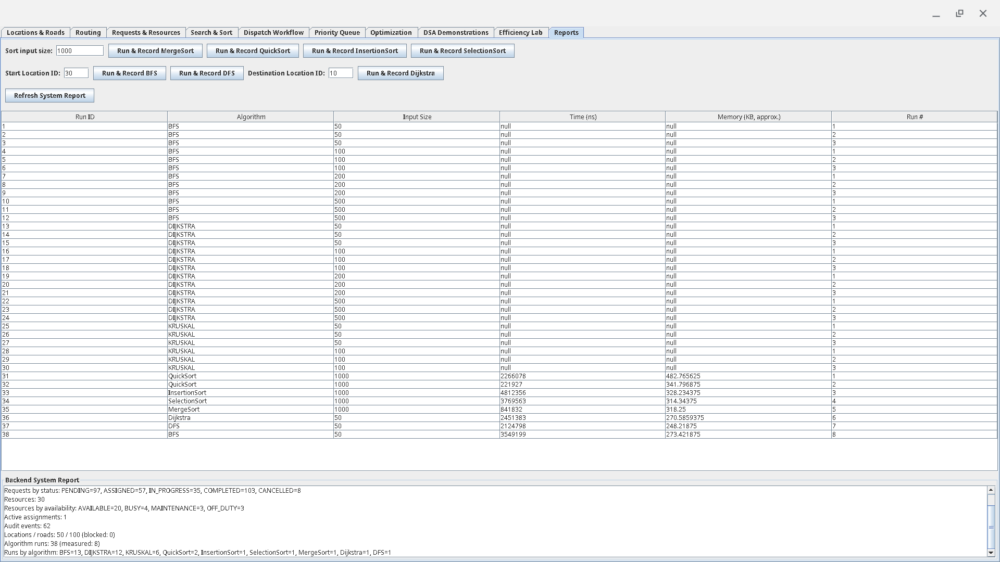 Locations & Roads Routing Requests & Resources Search & Sort Dispatch Workflow Priority Queue Optimization DSA Demonstrations Efficiency Lab Reports
Sort input size: 1000 Run & Record MergeSort Run & Record QuickSort Run & Record InsertionSort Run & Record SelectionSort
Start Location ID: 30 Run & Record BFS Run & Record DFS Destination Location ID: 10 Run & Record Dijkstra
Refresh System Report
Run ID Algorithm Input Size Time (ns) Memory (KB, approx.) Run #
1 BFS 50 null null 1
2 BFS 50 null null 2
3 BFS 50 null null 3
4 BFS 100 null null 1
5 BFS 100 null null 2
6 BFS 100 null null 3
7 BFS 200 null null 1
8 BFS 200 null null 2
9 BFS 200 null null 3
10 BFS 500 null null 1
11 BFS 500 null null 2
12 BFS 500 null null 3
13 DIJKSTRA 50 null null 1
14 DIJKSTRA 50 null null 2
15 DIJKSTRA 50 null null 3
16 DIJKSTRA 100 null null 1
17 DIJKSTRA 100 null null 2
18 DIJKSTRA 100 null null 3
19 DIJKSTRA 200 null null 1
20 DIJKSTRA 200 null null 2
21 DIJKSTRA 200 null null 3
22 DIJKSTRA 500 null null 1
23 DIJKSTRA 500 null null 2
24 DIJKSTRA 500 null null 3
25 KRUSKAL 50 null null 1
26 KRUSKAL 50 null null 2
27 KRUSKAL 50 null null 3
28 KRUSKAL 100 null null 1
29 KRUSKAL 100 null null 2
30 KRUSKAL 100 null null 3
31 QuickSort 1000 2266078 482.765625 1
32 QuickSort 1000 221927 341.796875 2
33 InsertionSort 1000 4812356 328.234375 3
34 SelectionSort 1000 3769563 314.34375 4
35 MergeSort 1000 841832 318.25 5
36 Dijkstra 50 2451383 270.5859375 6
37 DFS 50 2124798 248.21875 7
38 BFS 50 3549199 273.421875 8
Backend System Report
Requests by status: PENDING=97, ASSIGNED=57, IN_PROGRESS=35, COMPLETED=103, CANCELLED=8
Resources: 30
Resources by availability: AVAILABLE=20, BUSY=4, MAINTENANCE=3, OFF_DUTY=3
Active assignments: 1
Audit events: 62
Locations / roads: 50 / 100 (blocked: 0)
Algorithm runs: 38 (measured: 8)
Runs by algorithm: BFS=13, DIJKSTRA=12, KRUSKAL=6, QuickSort=2, InsertionSort=1, SelectionSort=1, MergeSort=1, Dijkstra=1, DFS=1